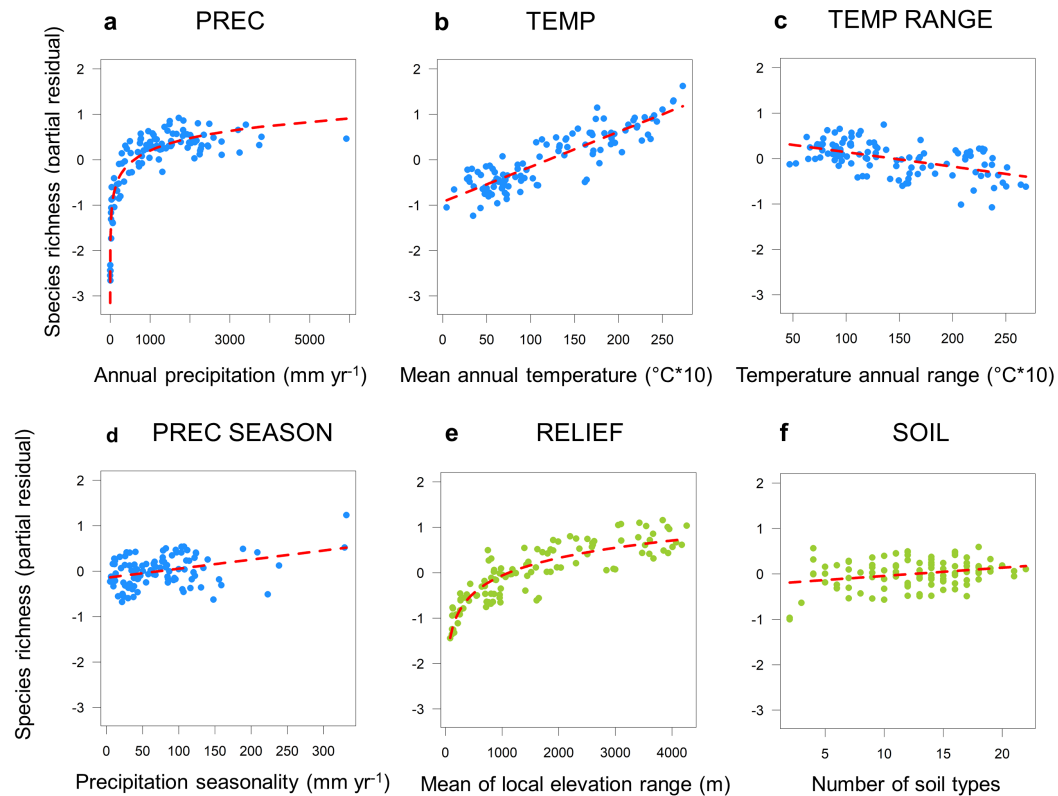 a PREC
b TEMP
c TEMP RANGE
Species richness (partial residual)
2
1
0
-1
-2
-3
0 1000 3000 5000
Annual precipitation (mm yr-1)
2
1
0
-1
-2
-3
0 50 100 150 200 250
Mean annual temperature (°C*10)
2
1
0
-1
-2
-3
50 100 150 200 250
Temperature annual range (°C*10)
d PREC SEASON
e RELIEF
f SOIL
Species richness (partial residual)
2
1
0
-1
-2
-3
0 50 100 150 200 300
Precipitation seasonality (mm yr-1)
2
1
0
-1
-2
-3
0 1000 2000 3000 4000
Mean of local elevation range (m)
2
1
0
-1
-2
-3
5 10 15 20
Number of soil types